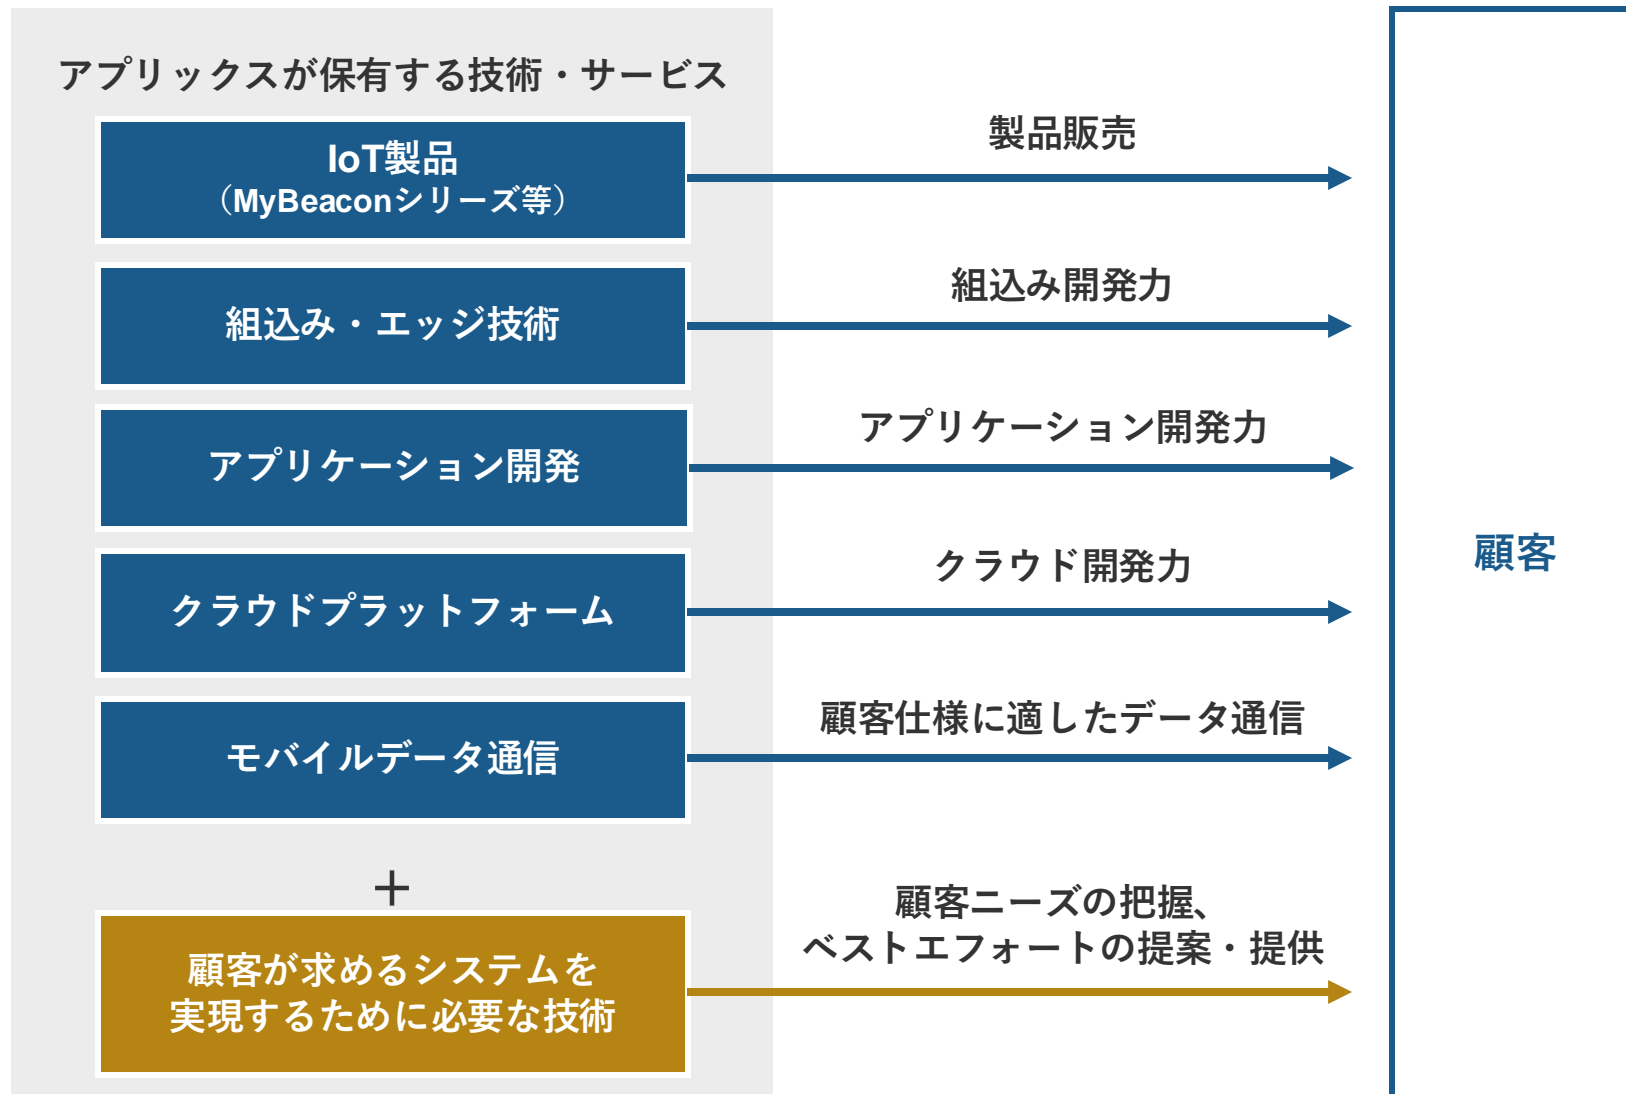 アプリックスが保有する技術・サービス
IoT製品
（MyBeaconシリーズ等）
製品販売
組込み・エッジ技術
組込み開発力
アプリケーション開発
アプリケーション開発力
クラウドプラットフォーム
クラウド開発力
モバイルデータ通信
顧客仕様に適したデータ通信
＋
顧客が求めるシステムを
実現するために必要な技術
顧客ニーズの把握、
ベストエフォートの提案・提供
顧客